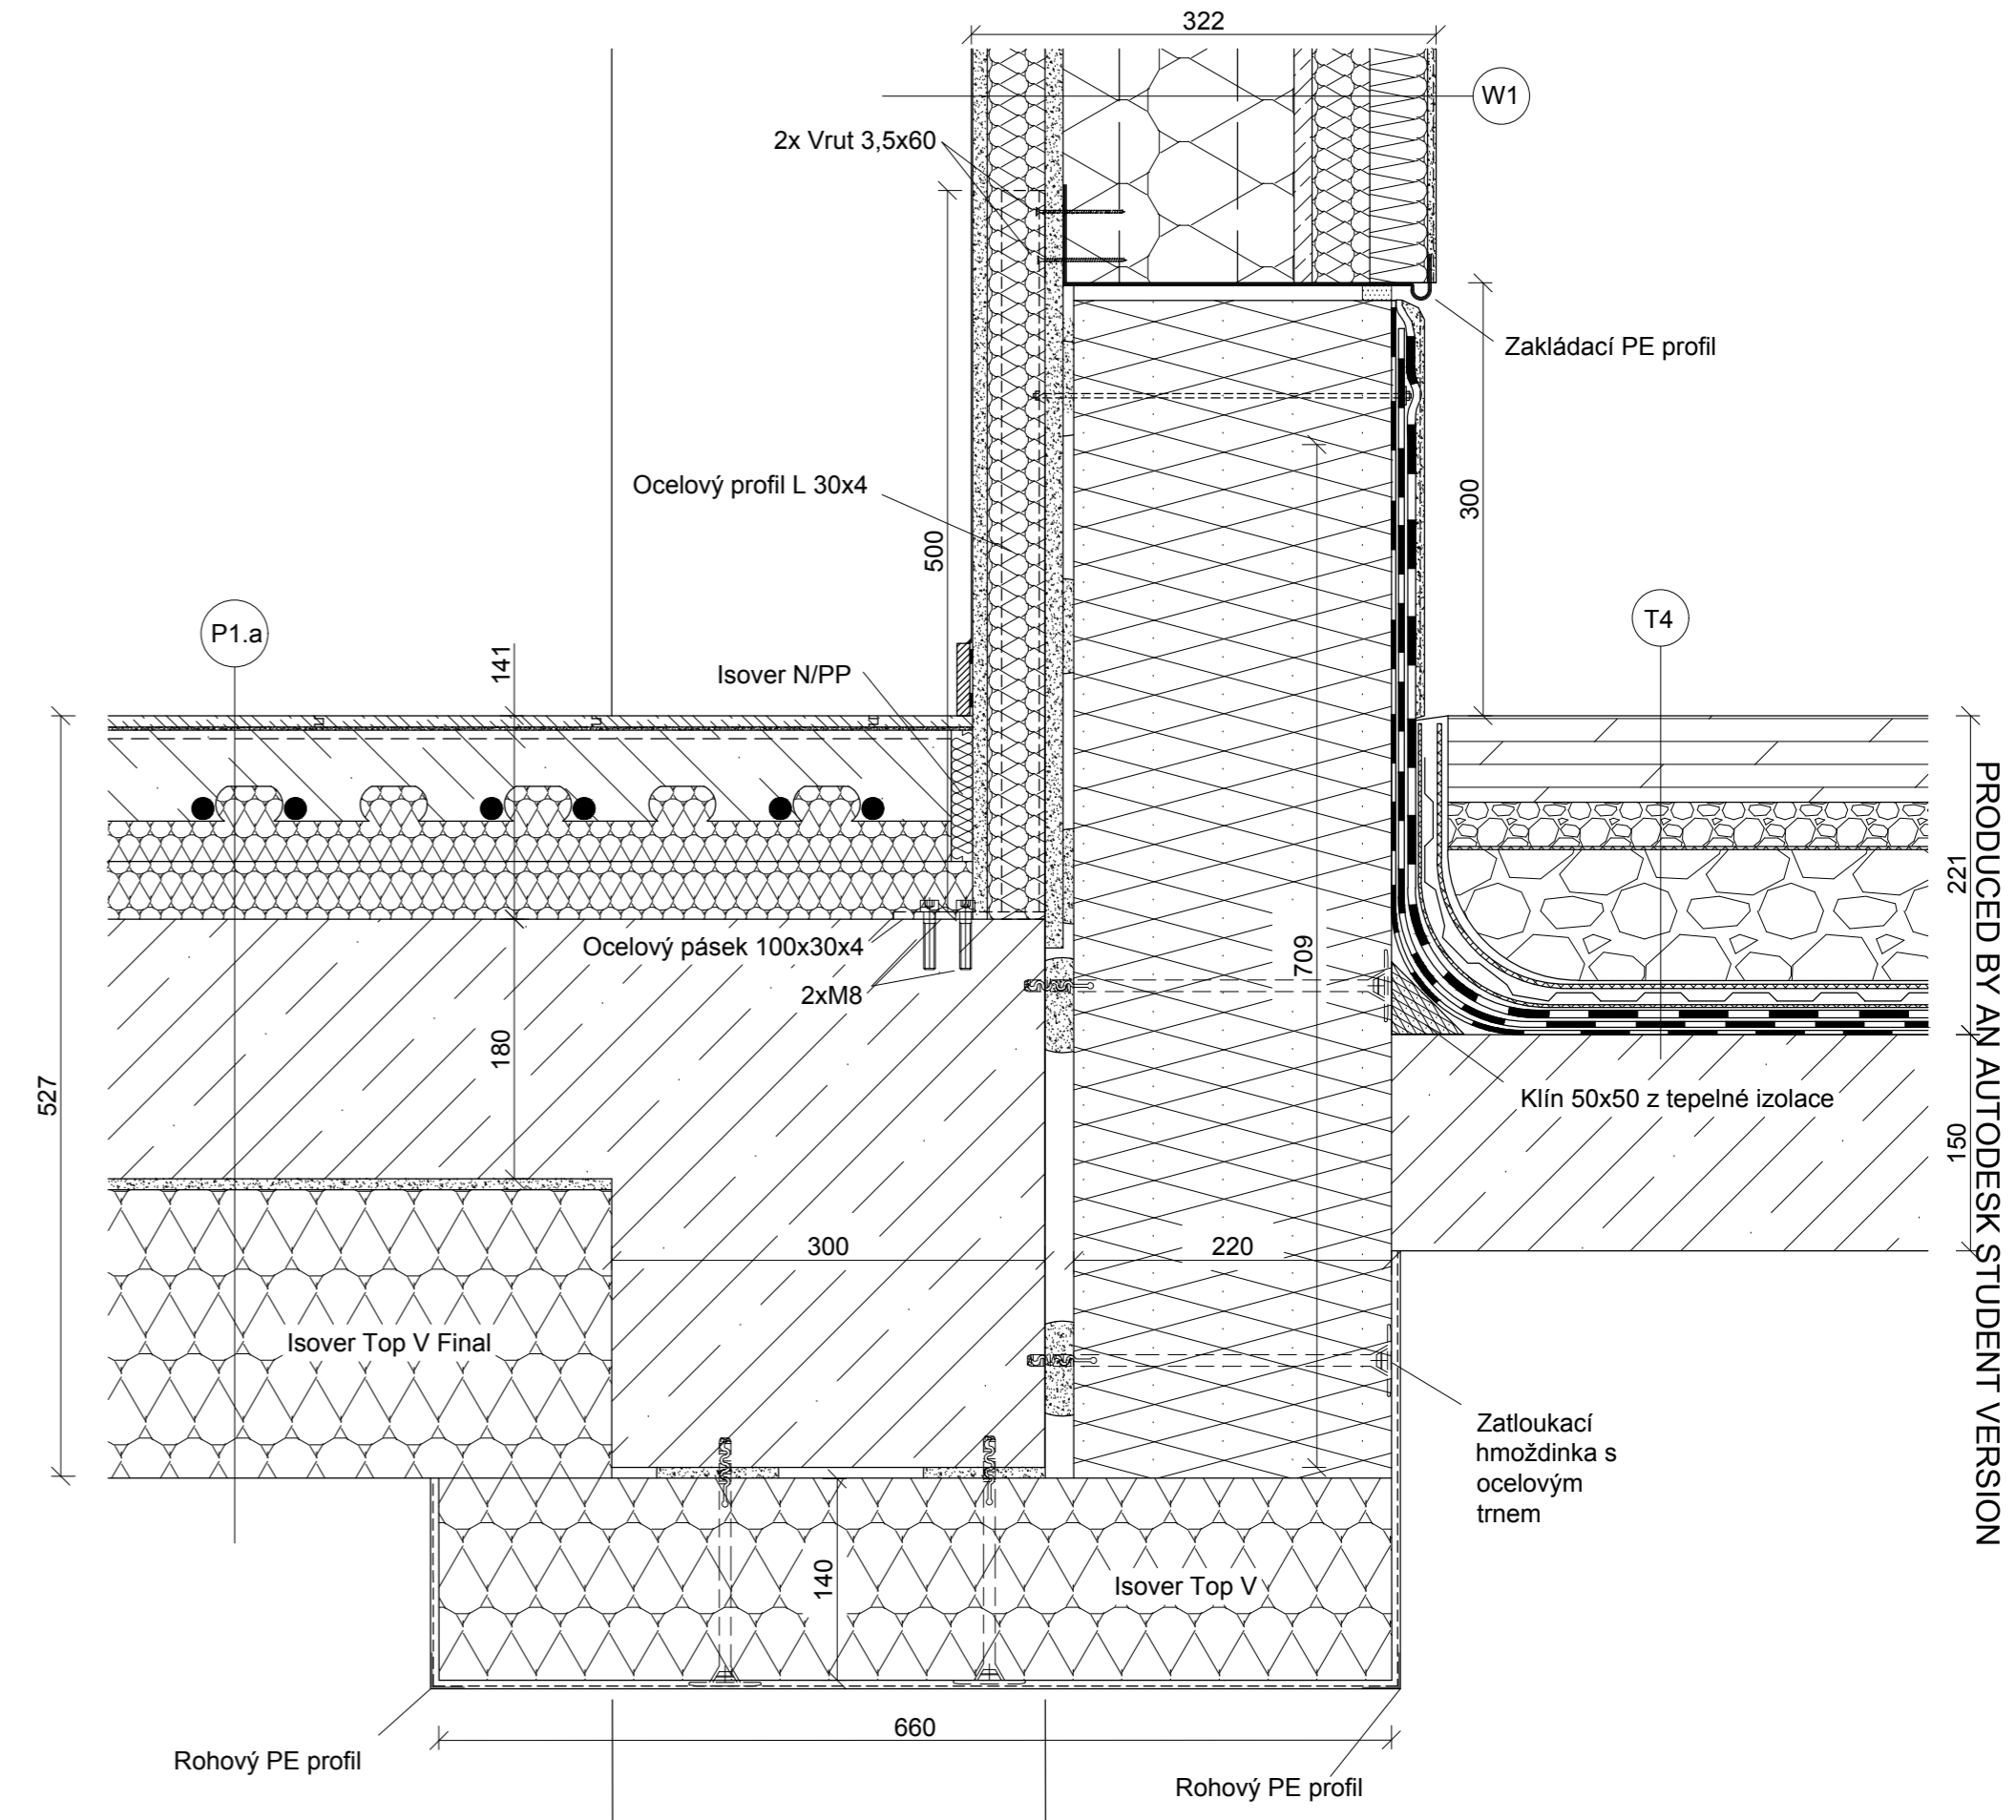 322
W1
2x Vrut 3,5x60
Zakládací PE profil
Ocelový profil L 30x4
500
300
P1.a
T4
141
Isover N/PP
221
PRODUCED BY AN AUTODESK STUDENT VERSION
Ocelový pásek 100x30x4
709
2xM8
180
527
Klín 50x50 z tepelné izolace
150
300
220
Isover Top V Final
Zatloukací
hmoždinka s
ocelovým
trnem
140
Isover Top V
660
Rohový PE profil
Rohový PE profil